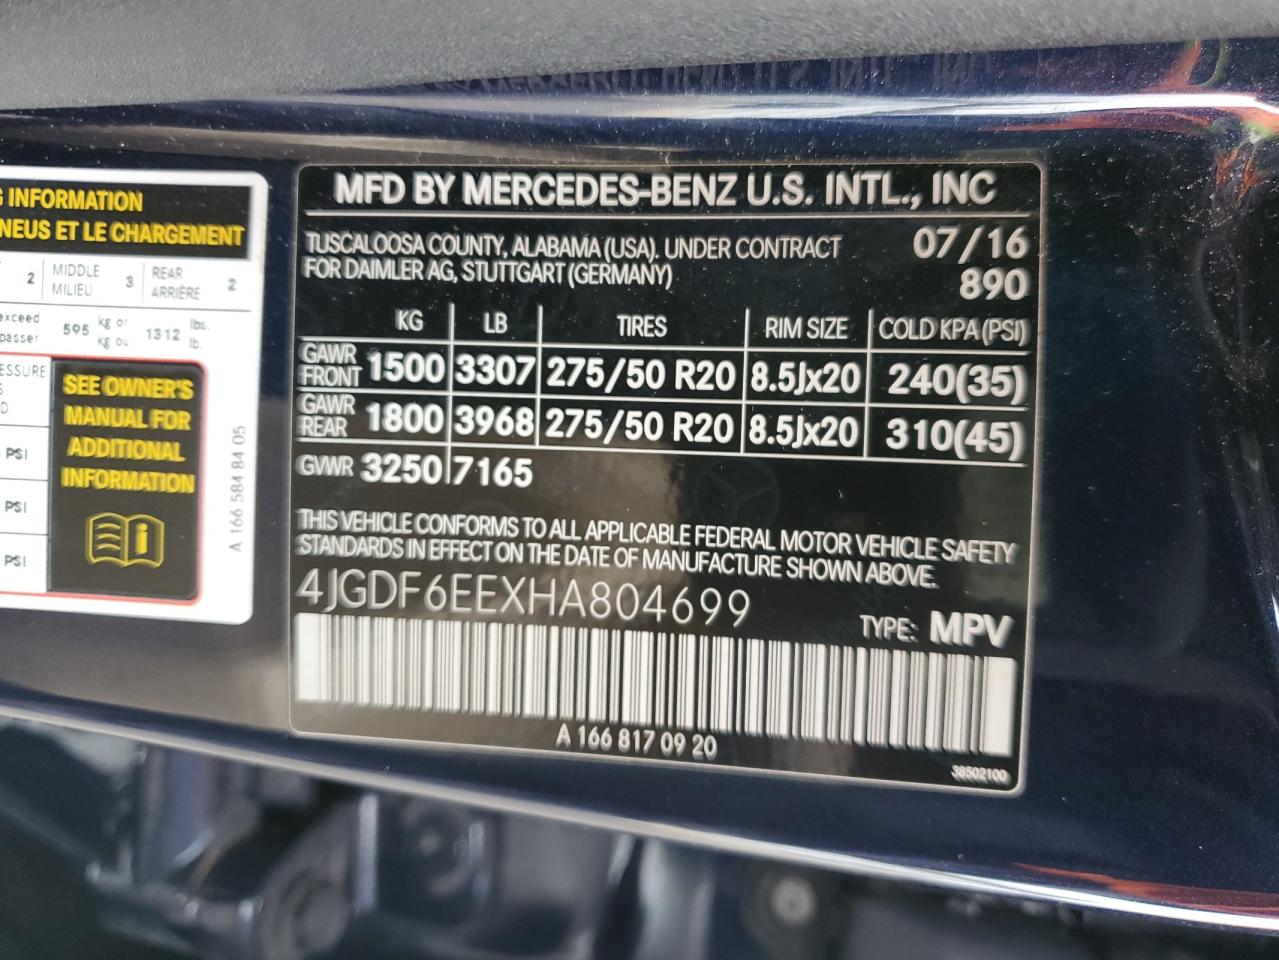 G INFORMATION
NEUS ET LE CHARGEMENT
2 MIDDLE MILIEU 3 REAR ARRIÈRE 2
exceed
passer
595 kg or kg ou 1312 lbs. lb.
ESSURE
S
D
PSI
PSI
PSI
SEE OWNER'S
MANUAL FOR
ADDITIONAL
INFORMATION
A 166 584 84 05
MFD BY MERCEDES-BENZ U.S. INTL., INC
TUSCALOOSA COUNTY, ALABAMA (USA). UNDER CONTRACT 07/16
FOR DAIMLER AG, STUTTGART (GERMANY) 890
KG LB TIRES RIM SIZE COLD KPA (PSI)
GAWR FRONT 1500 3307 275/50 R20 8.5Jx20 240(35)
GAWR REAR 1800 3968 275/50 R20 8.5Jx20 310(45)
GVWR 3250 7165
THIS VEHICLE CONFORMS TO ALL APPLICABLE FEDERAL MOTOR VEHICLE SAFETY
STANDARDS IN EFFECT ON THE DATE OF MANUFACTURE SHOWN ABOVE.
4JGDF6EEXHA804699
TYPE: MPV
A 166 817 09 20
38502100